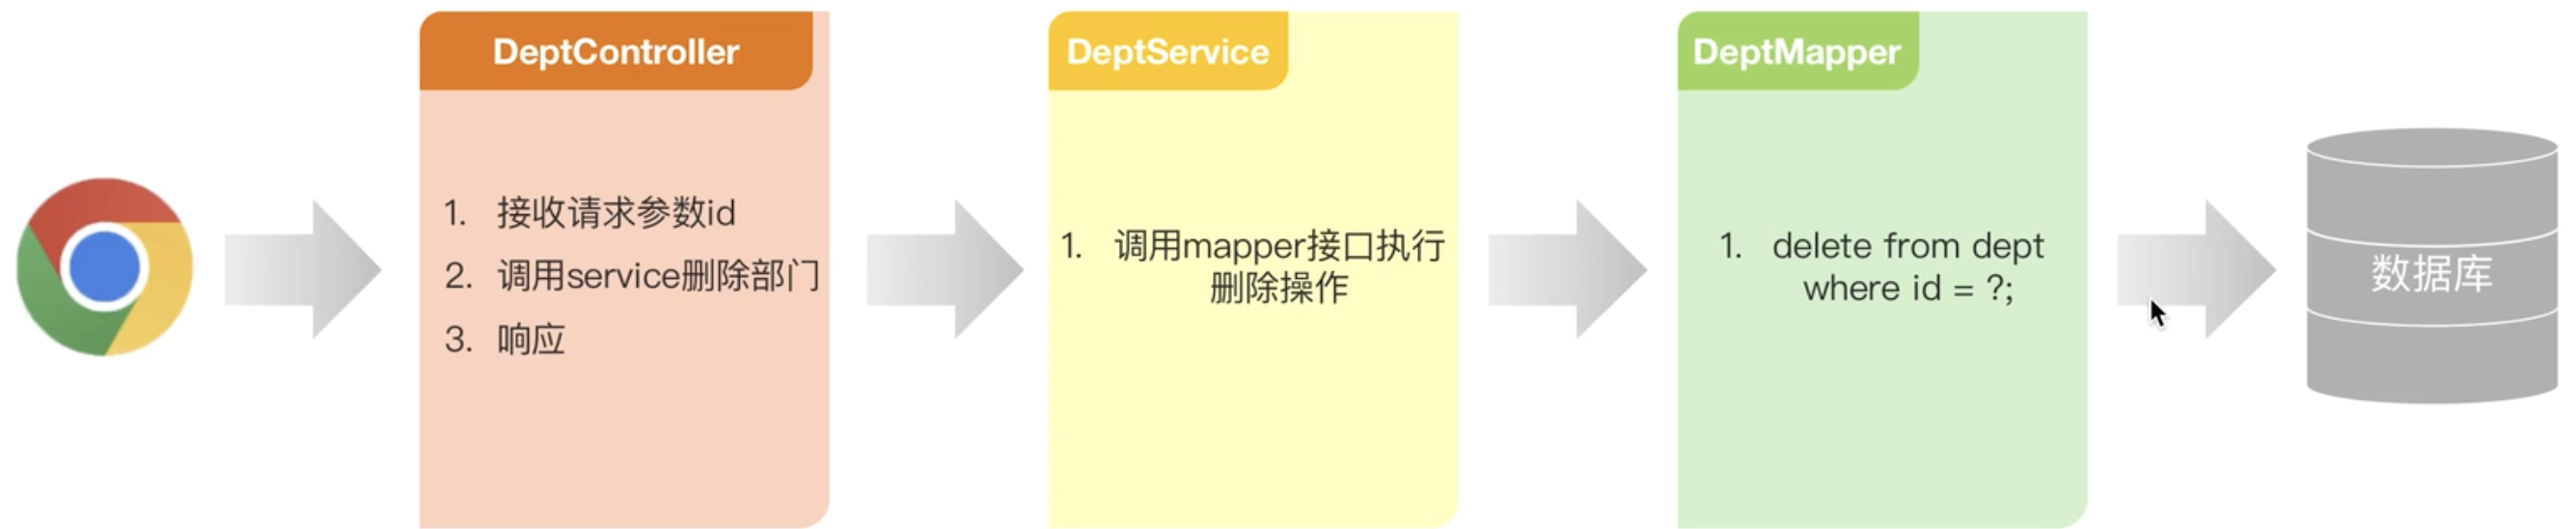 DeptController
1. 接收请求参数id
2. 调用service删除部门
3. 响应
DeptService
1. 调用mapper接口执行
删除操作
DeptMapper
1. delete from dept
where id = ?;
数据库